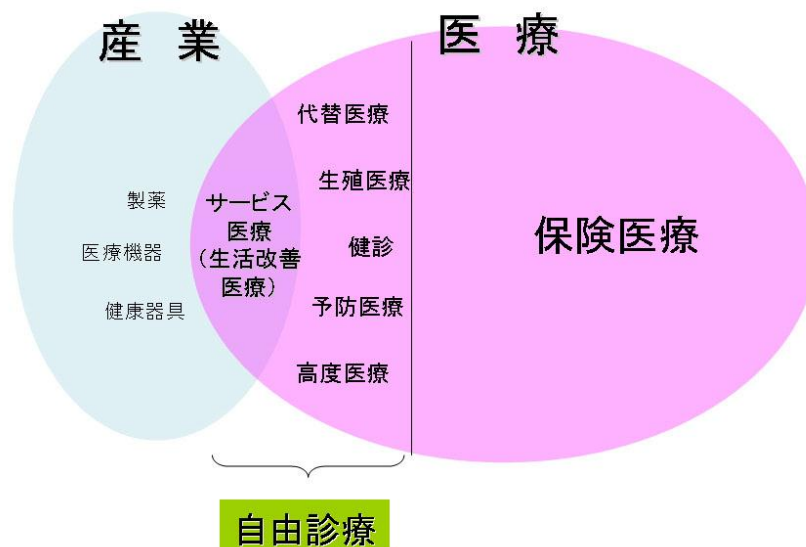 産 業
医 療
製薬
医療機器
健康器具
サービス
医療
(生活改善
医療)
代替医療
生殖医療
健診
予防医療
高度医療
保険医療
自由診療